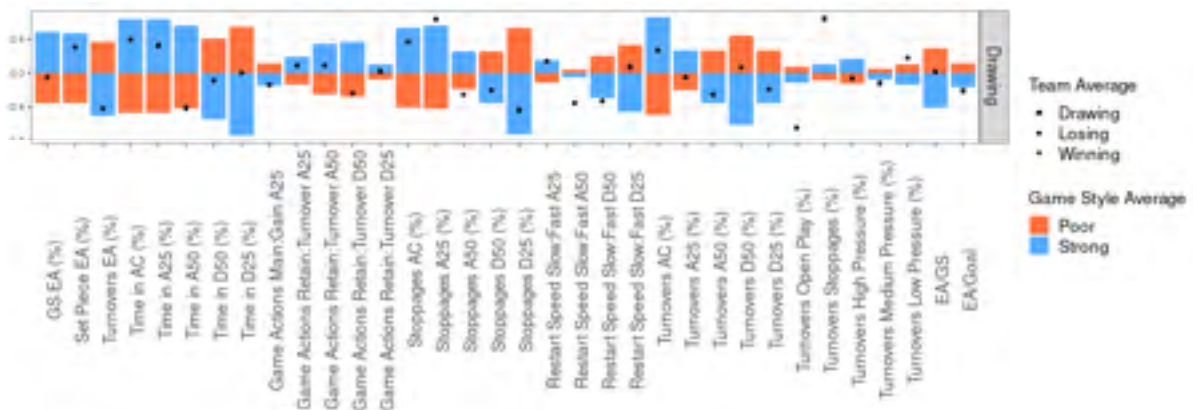 0.0
Drawing
GS EA (%)
Set Piece EA (%)
Turnovers EA (%)
Time in AC (%)
Time in A25 (%)
Time in A50 (%)
Time in D50 (%)
Time in D25 (%)
Game Actions Main:Gain A25
Game Actions Retain:Turnover A25
Game Actions Retain:Turnover A50
Game Actions Retain:Turnover D50
Game Actions Retain:Turnover D25
Stoppages AC (%)
Stoppages A25 (%)
Stoppages A50 (%)
Stoppages D50 (%)
Stoppages D25 (%)
Restart Speed Slow:Fast A25
Restart Speed Slow:Fast A50
Restart Speed Slow:Fast D50
Restart Speed Slow:Fast D25
Turnovers AC (%)
Turnovers A25 (%)
Turnovers A50 (%)
Turnovers D50 (%)
Turnovers D25 (%)
Turnovers Open Play (%)
Turnovers Stoppages (%)
Turnovers High Pressure (%)
Turnovers Medium Pressure (%)
Turnovers Low Pressure (%)
EA/GS
EA/Goal
Team Average
Drawing
Losing
Winning
Game Style Average
Poor
Strong